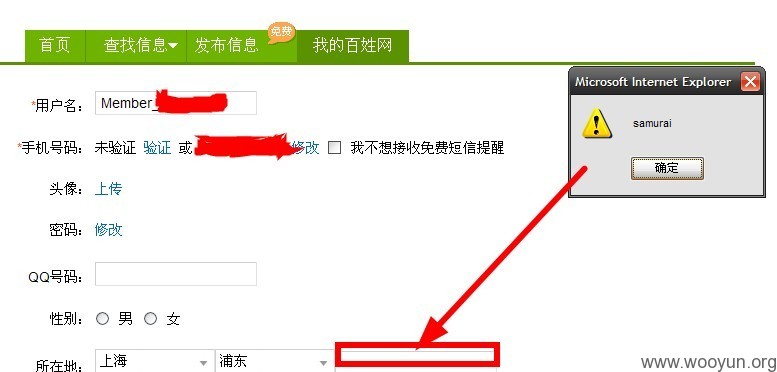 免费
首页 查找信息 发布信息 我的百姓网
Microsoft Internet Explorer
samurai
确定
*用户名： Member_
*手机号码： 未验证 验证 或 修改 我不想接收免费短信提醒
头像： 上传
密码： 修改
QQ号码：
性别： 男 女
所在地： 上海 浦东
www.wooyun.org